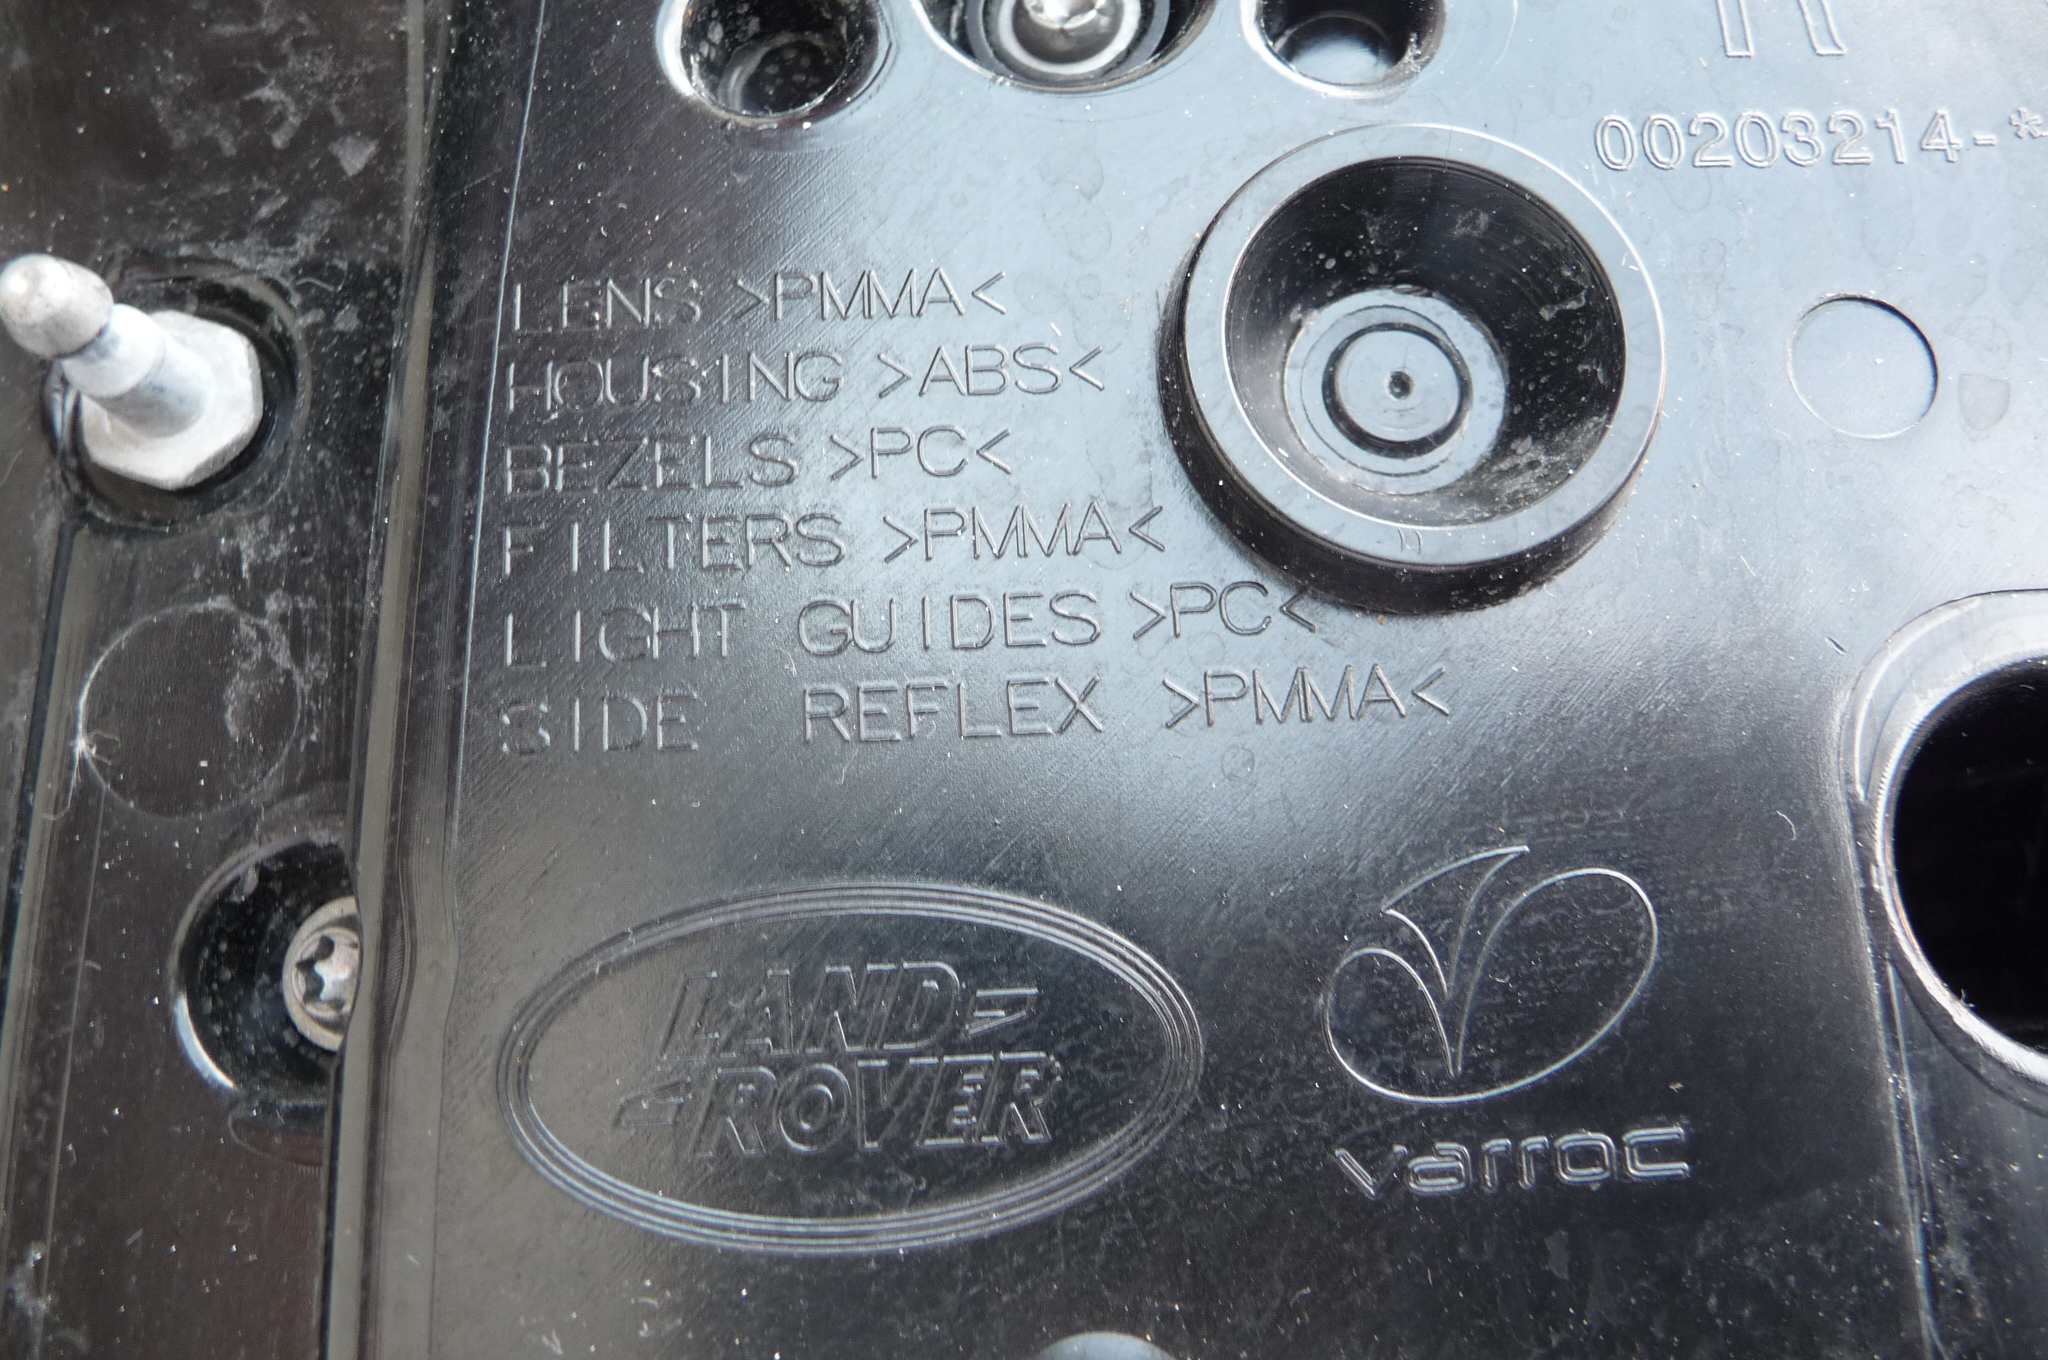 00203214-*
LENS >PMMA<
HOUSING >ABS<
BEZELS >PC<
FILTERS >PMMA<
LIGHT GUIDES >PC<
SIDE REFLEX >PMMA<
LAND
ROVER
varroc